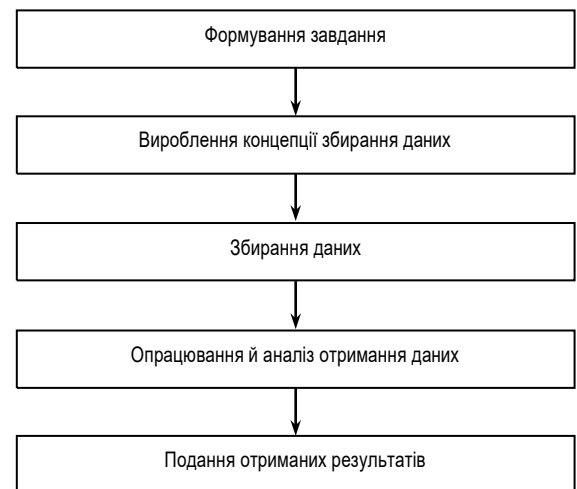 Формування завдання
Вироблення концепції збирання даних
Збирання даних
Опрацювання й аналіз отримання даних
Подання отриманих результатів